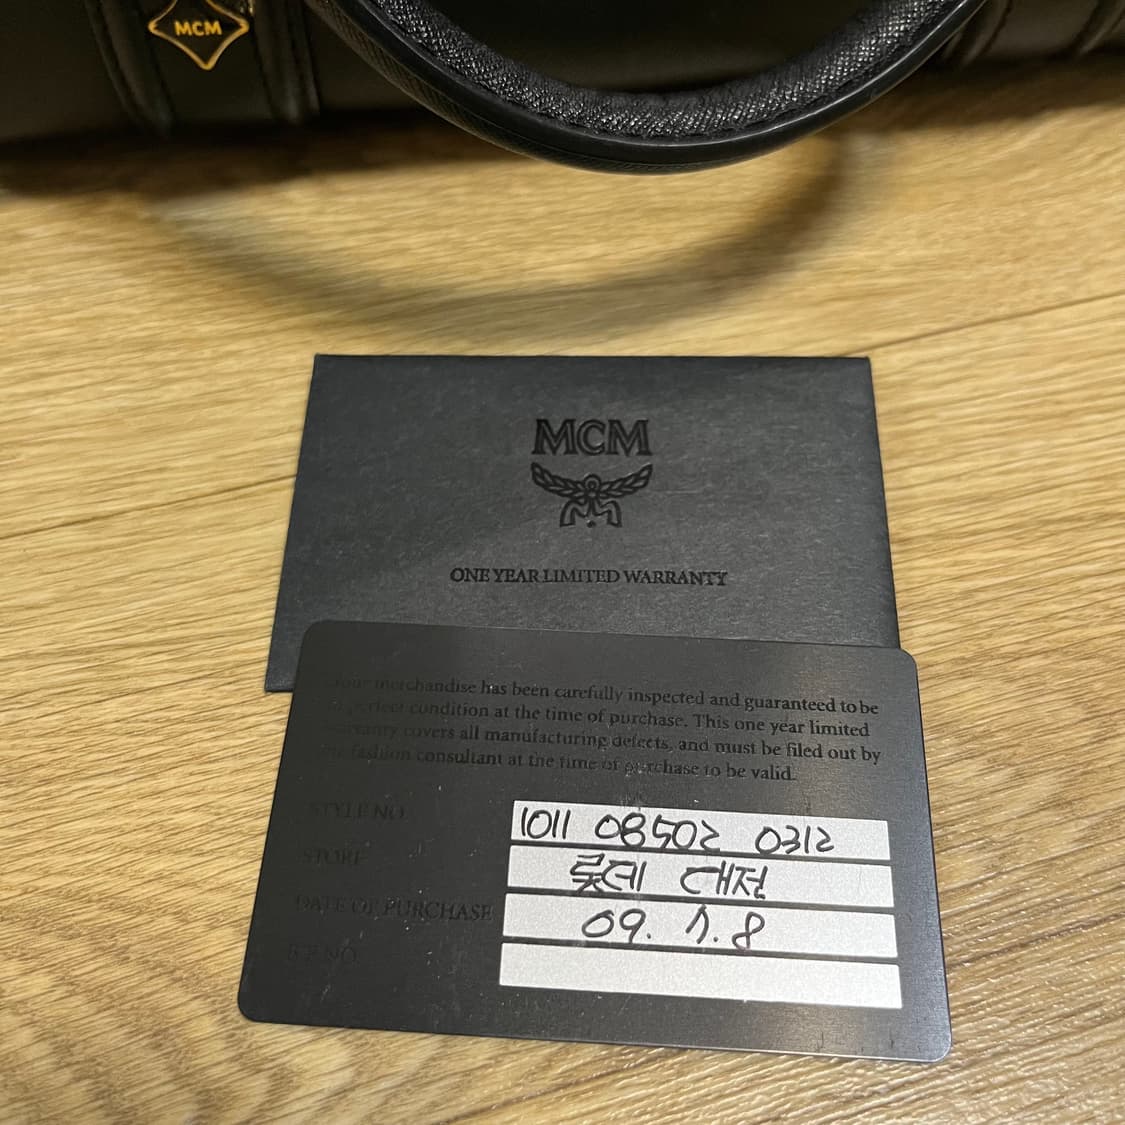 MCM
MCM
ONE YEAR LIMITED WARRANTY
merchandise has been carefully inspected and guaranteed to be
perfect condition at the time of purchase. This one year limited
warranty covers all manufacturing defects, and must be filed out by
fashion consultant at the time of purchase to be valid.
STYLE NO. 1011 08502 0312
STORE 롯데 대전
DATE OF PURCHASE 09. 7. 8